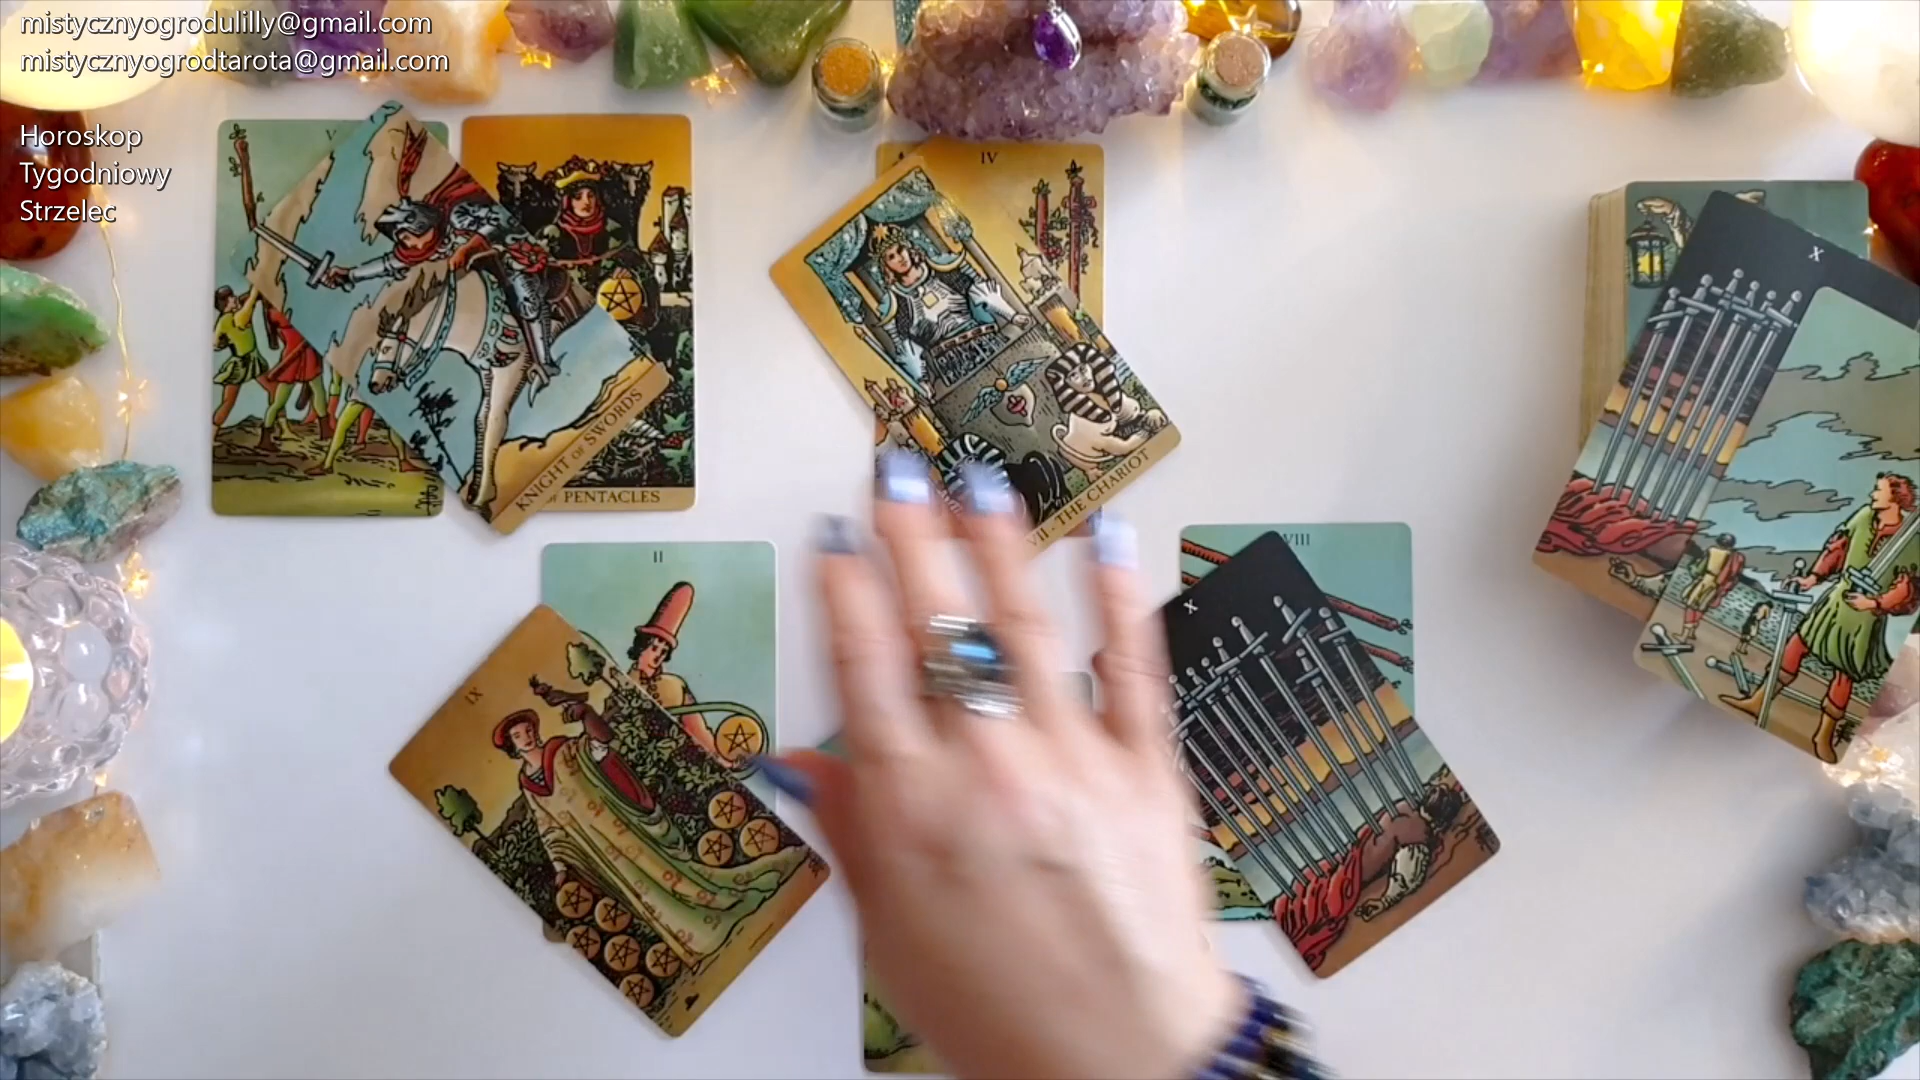 mistycznyogrodulilly@gmail.com
mistycznyogrodtarota@gmail.com
Horoskop
Tygodniowy
Strzelec
V
IV
X
KNIGHT OF SWORDS
OF PENTACLES
VII . THE CHARIOT
II
VIII
X
IX